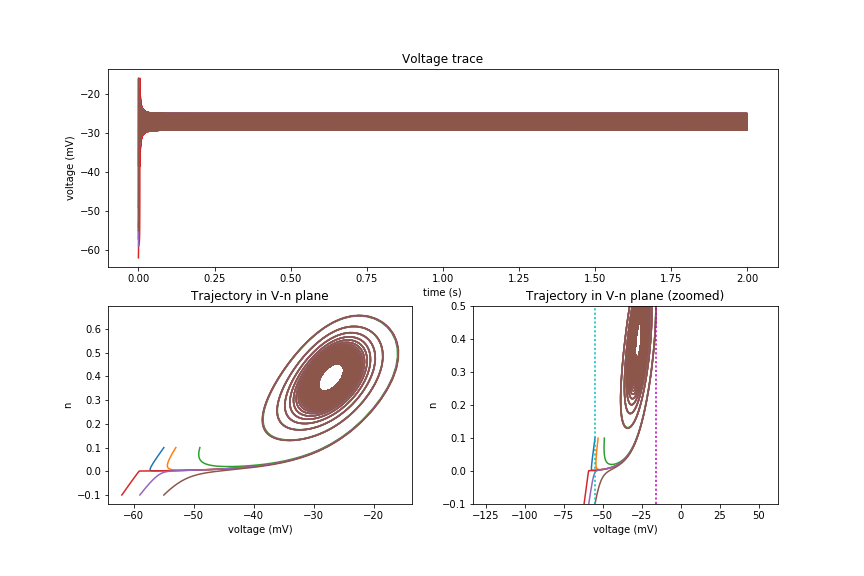 Voltage trace
voltage (mV)
−20
−30
−40
−50
−60
0.00 0.25 0.50 0.75 1.00 1.25 1.50 1.75 2.00
time (s)
Trajectory in V-n plane
n
0.6
0.5
0.4
0.3
0.2
0.1
0.0
−0.1
−60 −50 −40 −30 −20
voltage (mV)
Trajectory in V-n plane (zoomed)
n
0.5
0.4
0.3
0.2
0.1
0.0
−0.1
−125 −100 −75 −50 −25 0 25 50
voltage (mV)